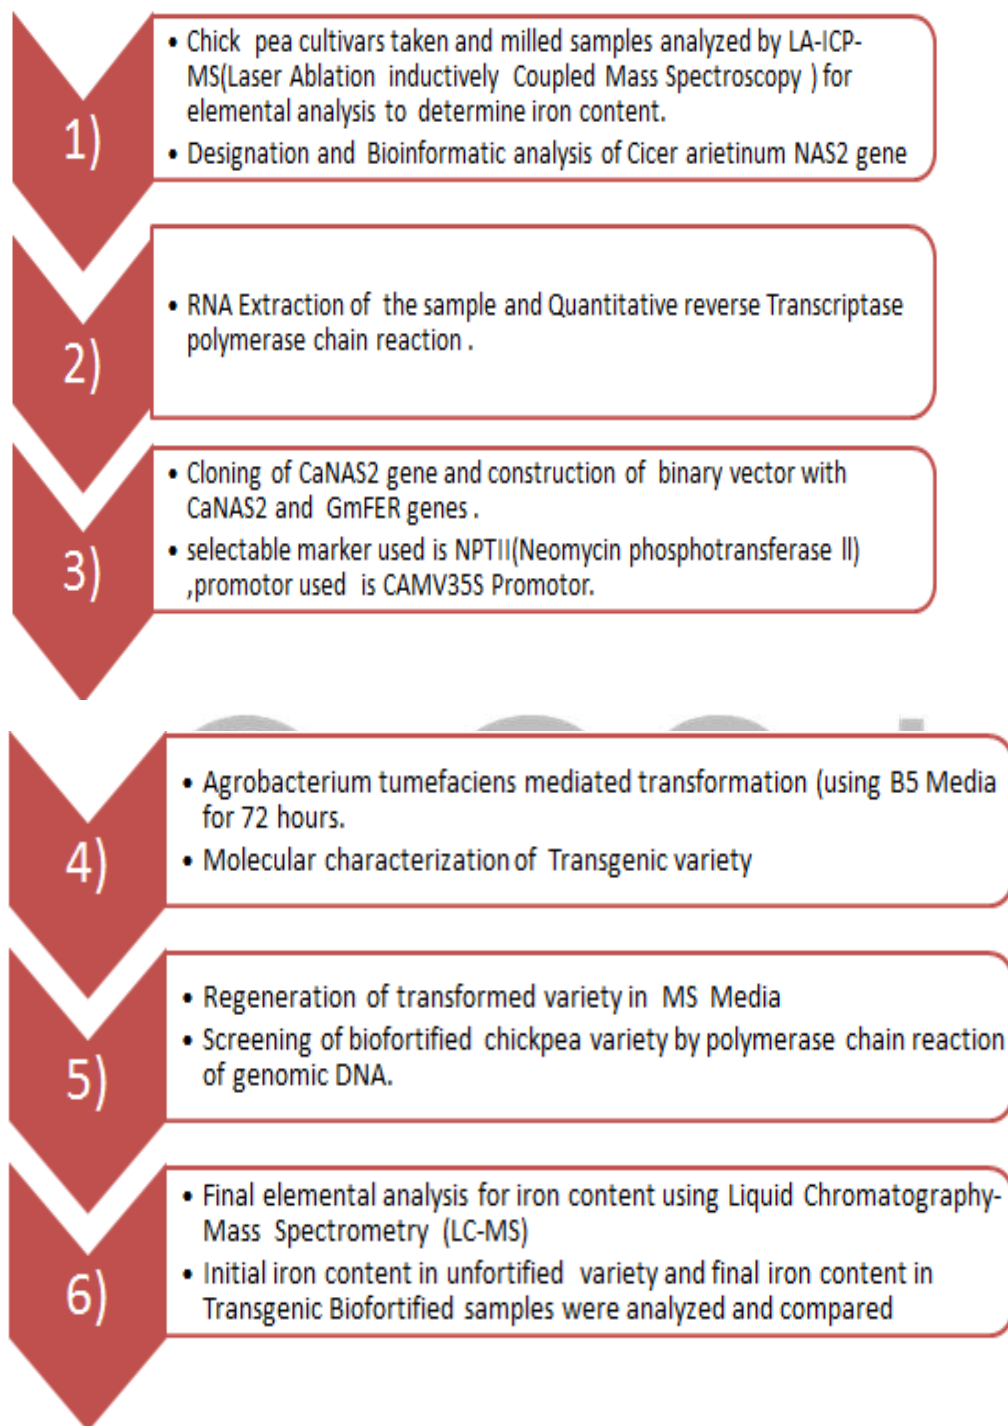 1)
• Chick pea cultivars taken and milled samples analyzed by LA-ICP-
MS(Laser Ablation inductively Coupled Mass Spectroscopy ) for
elemental analysis to determine iron content.
• Designation and Bioinformatic analysis of Cicer arietinum NAS2 gene
2)
• RNA Extraction of the sample and Quantitative reverse Transcriptase
polymerase chain reaction .
3)
• Cloning of CaNAS2 gene and construction of binary vector with
CaNAS2 and GmFER genes .
• selectable marker used is NPTII(Neomycin phosphotransferase ll)
,promotor used is CAMV35S Promotor.
4)
• Agrobacterium tumefaciens mediated transformation (using B5 Media
for 72 hours.
• Molecular characterization of Transgenic variety
5)
• Regeneration of transformed variety in MS Media
• Screening of biofortified chickpea variety by polymerase chain reaction
of genomic DNA.
6)
• Final elemental analysis for iron content using Liquid Chromatography-
Mass Spectrometry (LC-MS)
• Initial iron content in unfortified variety and final iron content in
Transgenic Biofortified samples were analyzed and compared